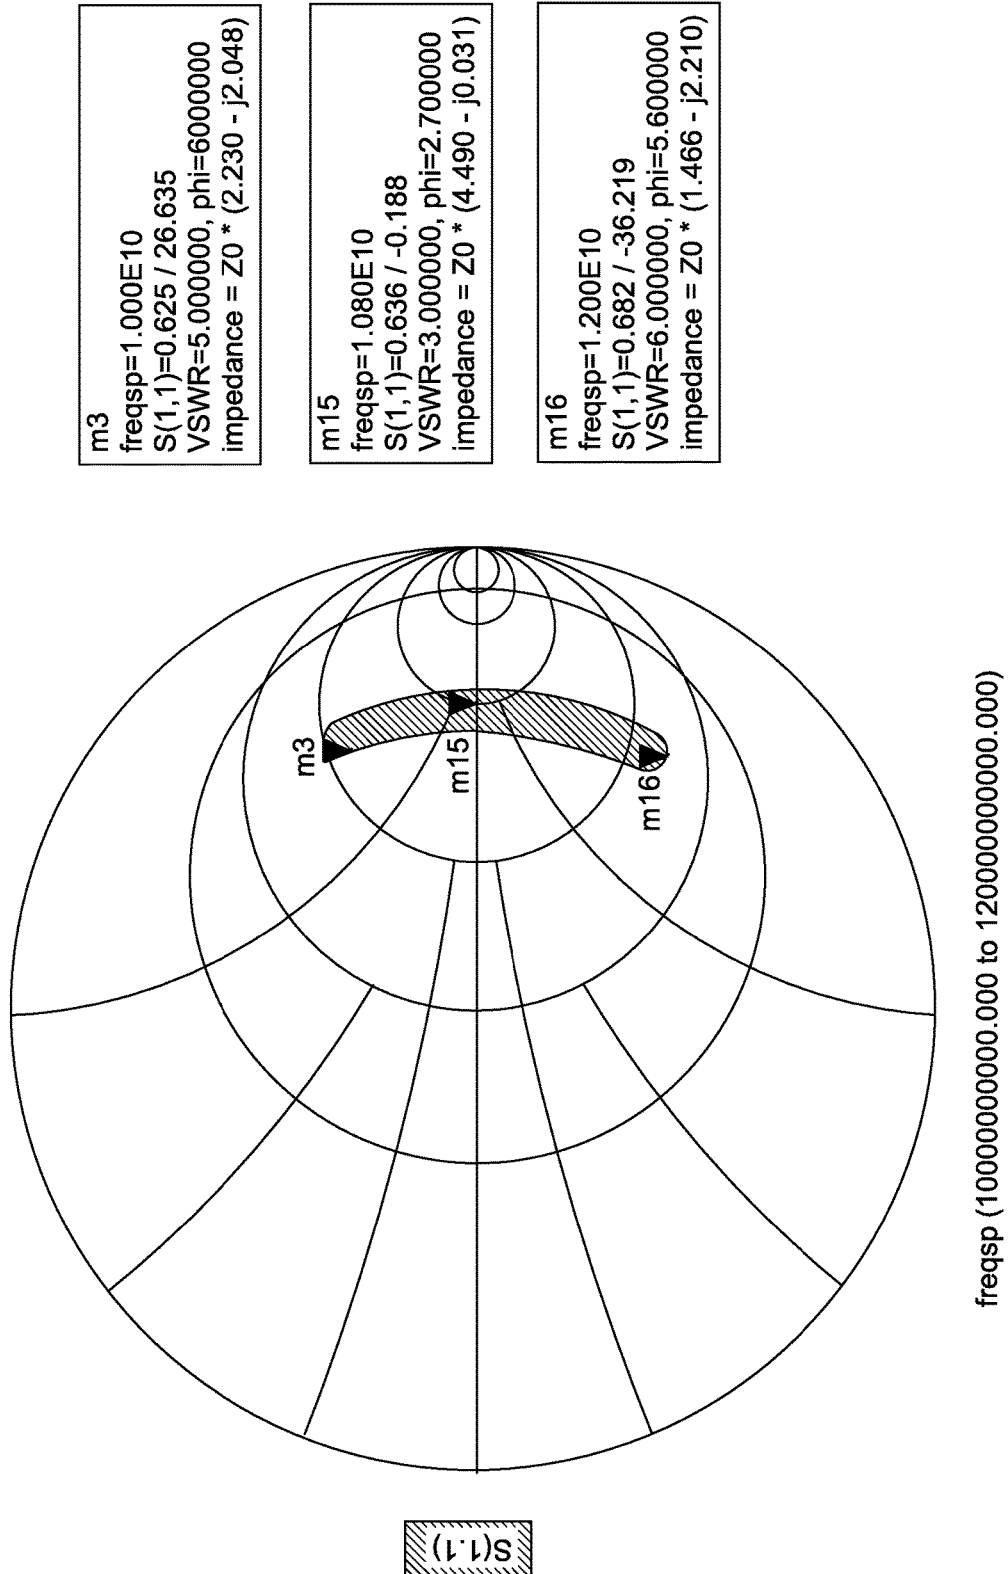 m3
freqsp=1.000E10
S(1,1)=0.625 / 26.635
VSWR=5.000000, phi=6000000
impedance = Z0 * (2.230 - j2.048)
m15
freqsp=1.080E10
S(1,1)=0.636 / -0.188
VSWR=3.000000, phi=2.700000
impedance = Z0 * (4.490 - j0.031)
m16
freqsp=1.200E10
S(1,1)=0.682 / -36.219
VSWR=6.000000, phi=5.600000
impedance = Z0 * (1.466 - j2.210)
m3
m15
m16
S(1.1)
freqsp (10000000000.000 to 12000000000.000)